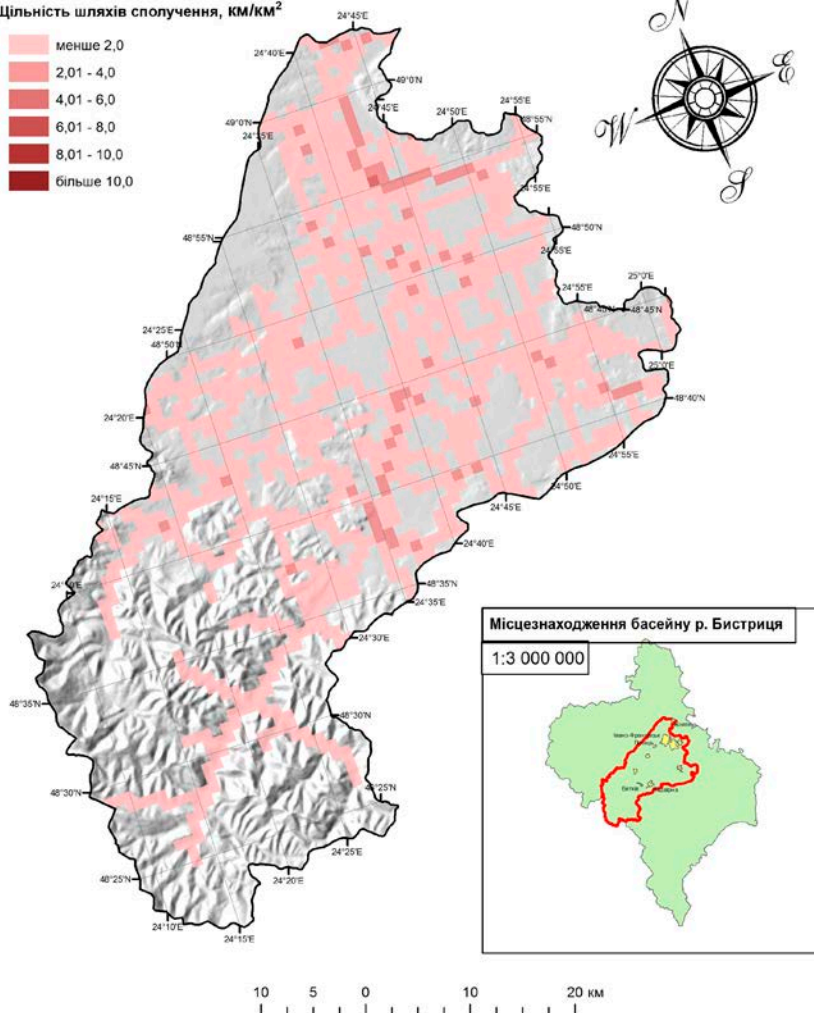 Щільність шляхів сполучення, км/км²
менше 2,0
2,01 - 4,0
4,01 - 6,0
6,01 - 8,0
8,01 - 10,0
більше 10,0
N
E
W
S
24°45'E
24°40'E
49°0'N
24°45'E
24°50'E
24°55'E
48°55'N
49°0'N
24°35'E
24°55'E
48°50'N
48°55'N
24°55'E
25°0'E
24°55'E
48°45'N
48°45'N
24°25'E
48°50'N
25°0'E
48°40'N
24°20'E
24°55'E
48°45'N
24°50'E
24°15'E
24°45'E
24°40'E
48°35'N
24°35'E
24°30'E
48°35'N
48°30'N
48°30'N
48°25'N
24°25'E
48°25'N
24°20'E
24°10'E
24°15'E
Місцезнаходження басейну р. Бистриця
1:3 000 000
10 5 0 10 20 км